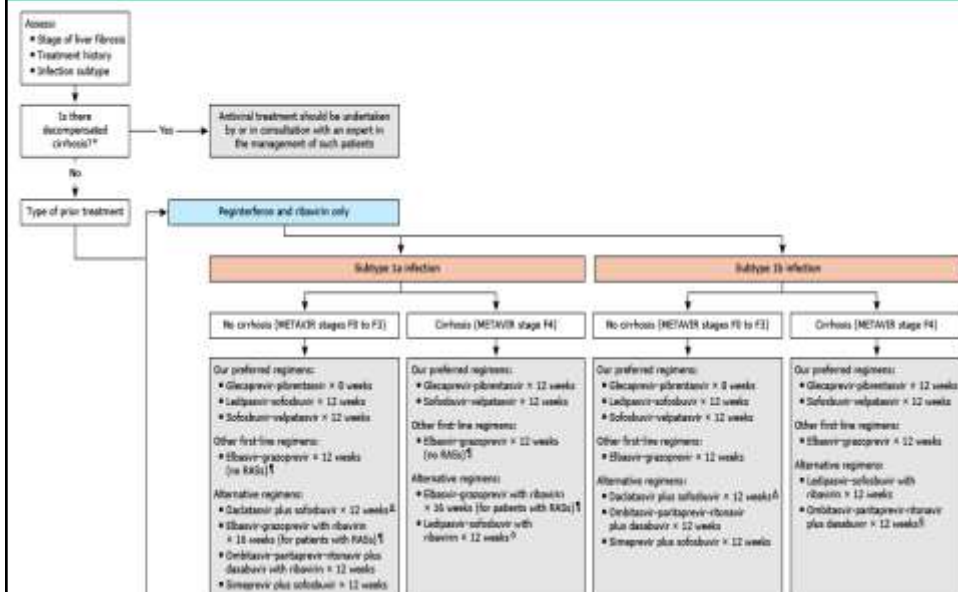 Assess:
▪ Stage of liver fibrosis
▪ Treatment history
▪ Infection subtype
Is there
decompensated
cirrhosis?*
Yes
Antiviral treatment should be undertaken
by or in consultation with an expert in
the management of such patients
No
Type of prior treatment
Peginterferon and ribavirin only
Subtype 1a infection
Subtype 1b infection
No cirrhosis (METAVIR stages F0 to F3)
Cirrhosis (METAVIR stage F4)
No cirrhosis (METAVIR stages F0 to F3)
Cirrhosis (METAVIR stage F4)
Our preferred regimens:
▪ Glecaprevir-pibrentasvir × 8 weeks
▪ Ledipasvir-sofosbuvir × 12 weeks
▪ Sofosbuvir-velpatasvir × 12 weeks
Other first-line regimens:
▪ Elbasvir-grazoprevir × 12 weeks
(no RASs)¶
Alternative regimens:
▪ Daclatasvir plus sofosbuvir × 12 weeksΔ
▪ Elbasvir-grazoprevir with ribavirin
× 16 weeks (for patients with RASs)¶
▪ Ombitasvir-paritaprevir-ritonavir plus
dasabuvir with ribavirin × 12 weeks
▪ Simeprevir plus sofosbuvir × 12 weeks
Our preferred regimens:
▪ Glecaprevir-pibrentasvir × 12 weeks
▪ Sofosbuvir-velpatasvir × 12 weeks
Other first-line regimens:
▪ Elbasvir-grazoprevir × 12 weeks
(no RASs)¶
Alternative regimens:
▪ Elbasvir-grazoprevir with ribavirin
× 16 weeks (for patients with RASs)¶
▪ Ledipasvir-sofosbuvir with
ribavirin × 12 weeks◊
Our preferred regimens:
▪ Glecaprevir-pibrentasvir × 8 weeks
▪ Ledipasvir-sofosbuvir × 12 weeks
▪ Sofosbuvir-velpatasvir × 12 weeks
Other first-line regimens:
▪ Elbasvir-grazoprevir × 12 weeks
Alternative regimens:
▪ Daclatasvir plus sofosbuvir × 12 weeksΔ
▪ Ombitasvir-paritaprevir-ritonavir
plus dasabuvir × 12 weeks
▪ Simeprevir plus sofosbuvir × 12 weeks
Our preferred regimens:
▪ Glecaprevir-pibrentasvir × 12 weeks
▪ Sofosbuvir-velpatasvir × 12 weeks
Other first-line regimens:
▪ Elbasvir-grazoprevir × 12 weeks
Alternative regimens:
▪ Ledipasvir-sofosbuvir with
ribavirin × 12 weeks
▪ Ombitasvir-paritaprevir-ritonavir
plus dasabuvir × 12 weeks